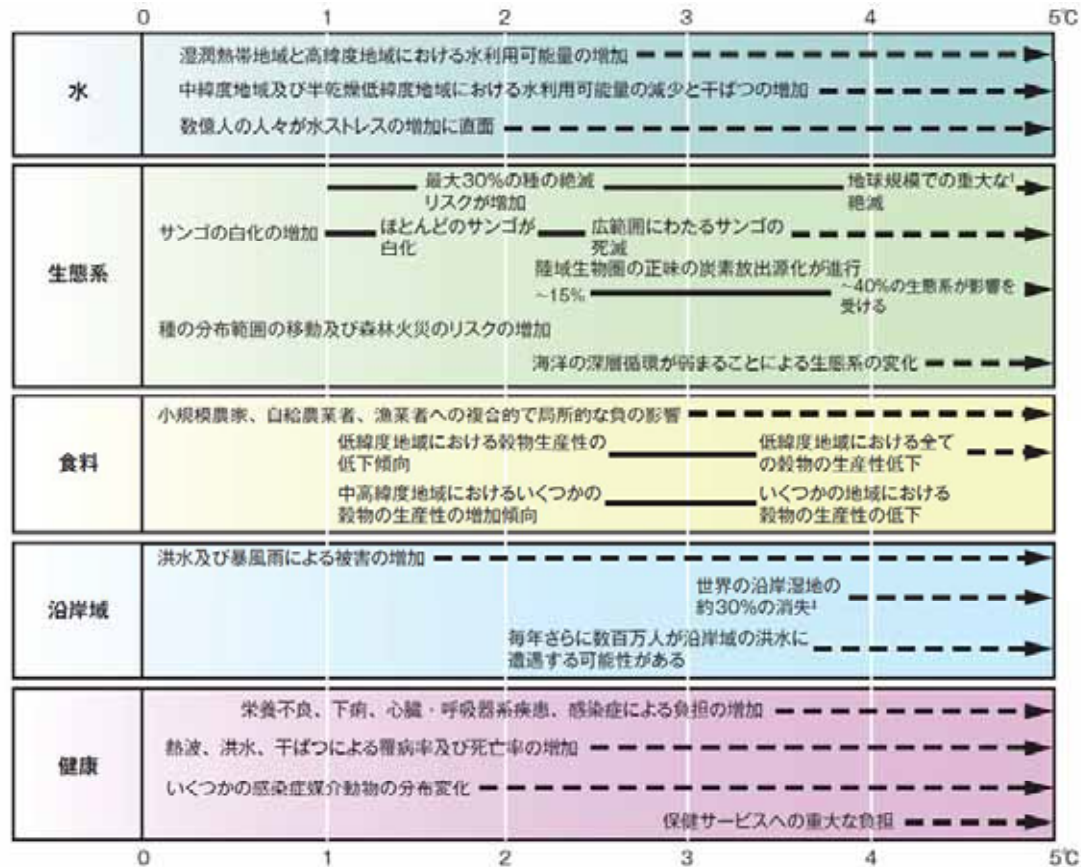 0 1 2 3 4 5℃
水
湿潤熱帯地域と高緯度地域における水利用可能量の増加
中緯度地域及び半乾燥低緯度地域における水利用可能量の減少と干ばつの増加
数億人の人々が水ストレスの増加に直面
生態系
最大30%の種の絶滅
リスクが増加
地球規模での重大な†
絶滅
サンゴの白化の増加
ほとんどのサンゴが
白化
広範囲にわたるサンゴの
死滅
陸域生物圏の正味の炭素放出源化が進行
~15%
~40%の生態系が影響を
受ける
種の分布範囲の移動及び森林火災のリスクの増加
海洋の深層循環が弱まることによる生態系の変化
食料
小規模農家、自給農業者、漁業者への複合的で局所的な負の影響
低緯度地域における穀物生産性の
低下傾向
低緯度地域における全て
の穀物の生産性低下
中高緯度地域におけるいくつかの
穀物の生産性の増加傾向
いくつかの地域における
穀物の生産性の低下
沿岸域
洪水及び暴風雨による被害の増加
世界の沿岸湿地の
約30%の消失‡
毎年さらに数百万人が沿岸域の洪水に
遭遇する可能性がある
健康
栄養不良、下痢、心臓・呼吸器系疾患、感染症による負担の増加
熱波、洪水、干ばつによる罹病率及び死亡率の増加
いくつかの感染症媒介動物の分布変化
保健サービスへの重大な負担
0 1 2 3 4 5℃